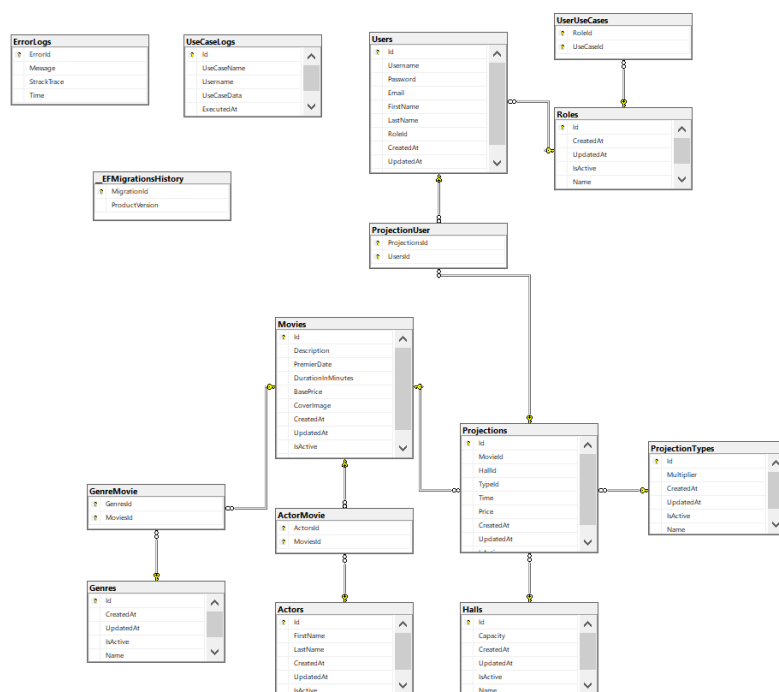 ErrorLogs
ErrorId
Message
StrackTrace
Time
UseCaseLogs
Id
UseCaseName
Username
UseCaseData
ExecutedAt
Users
Id
Username
Password
Email
FirstName
LastName
RoleId
CreatedAt
UpdatedAt
UserUseCases
RoleId
UseCaseId
Roles
Id
CreatedAt
UpdatedAt
IsActive
Name
__EFMigrationsHistory
MigrationId
ProductVersion
ProjectionUser
ProjectionsId
UsersId
Movies
Id
Description
PremierDate
DurationInMinutes
BasePrice
CoverImage
CreatedAt
UpdatedAt
IsActive
Projections
Id
MovieId
HallId
TypeId
Time
Price
CreatedAt
UpdatedAt
IsActive
ProjectionTypes
Id
Multiplier
CreatedAt
UpdatedAt
IsActive
Name
GenreMovie
GenresId
MoviesId
ActorMovie
ActorsId
MoviesId
Genres
Id
CreatedAt
UpdatedAt
IsActive
Name
Actors
Id
FirstName
LastName
CreatedAt
UpdatedAt
IsActive
Halls
Id
Capacity
CreatedAt
UpdatedAt
IsActive
Name